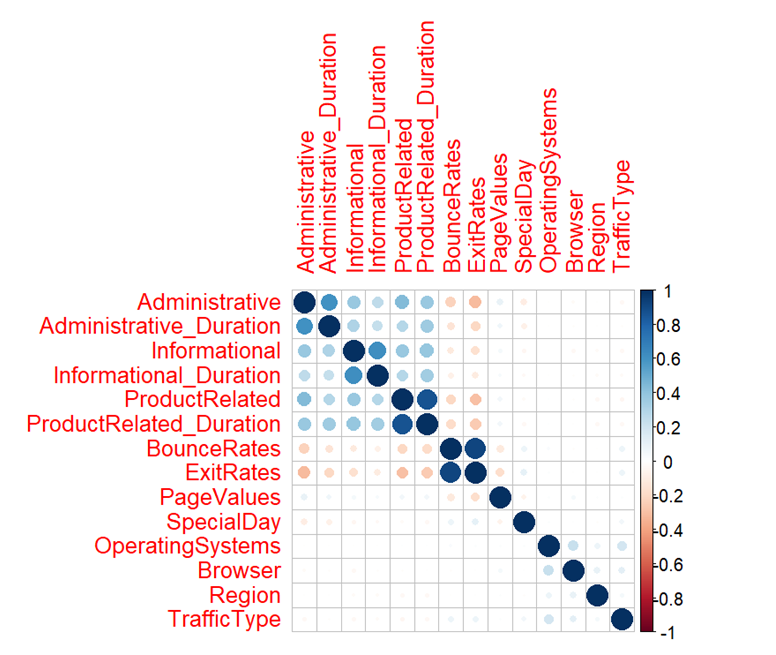 Administrative
Administrative_Duration
Informational
Informational_Duration
ProductRelated
ProductRelated_Duration
BounceRates
ExitRates
PageValues
SpecialDay
OperatingSystems
Browser
Region
TrafficType
Administrative
Administrative_Duration
Informational
Informational_Duration
ProductRelated
ProductRelated_Duration
BounceRates
ExitRates
PageValues
SpecialDay
OperatingSystems
Browser
Region
TrafficType
1
0.8
0.6
0.4
0.2
0
-0.2
-0.4
-0.6
-0.8
-1